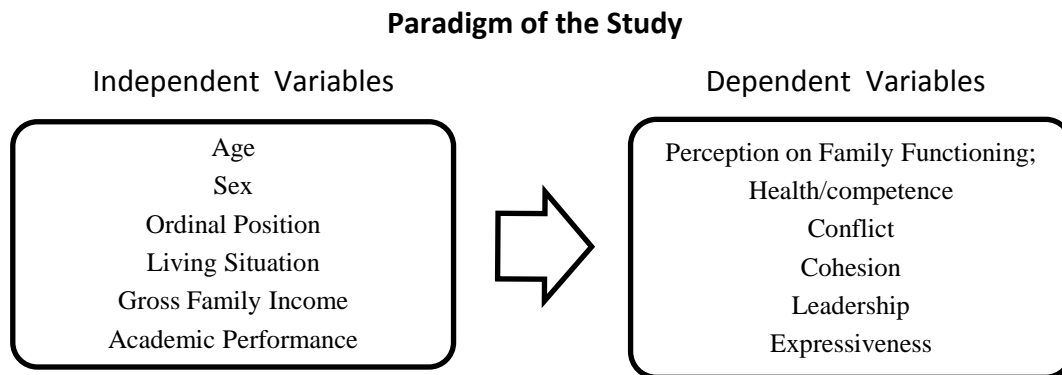 Paradigm of the Study
Independent Variables
Age
Sex
Ordinal Position
Living Situation
Gross Family Income
Academic Performance
Dependent Variables
Perception on Family Functioning;
Health/competence
Conflict
Cohesion
Leadership
Expressiveness